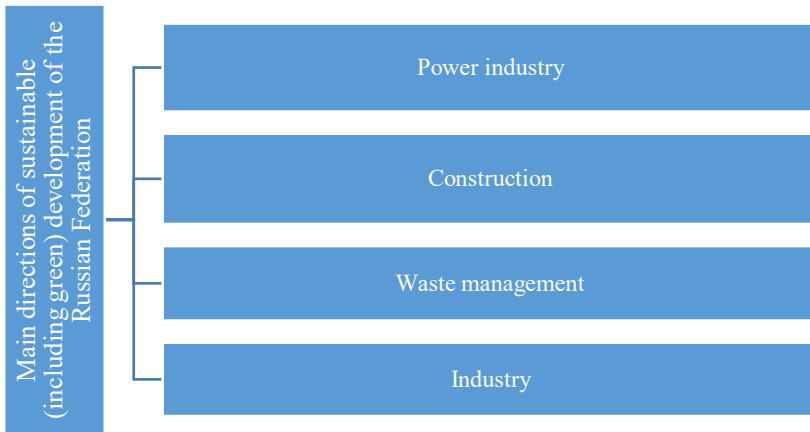 Main directions of sustainable
(including green) development of the
Russian Federation
Power industry
Construction
Waste management
Industry